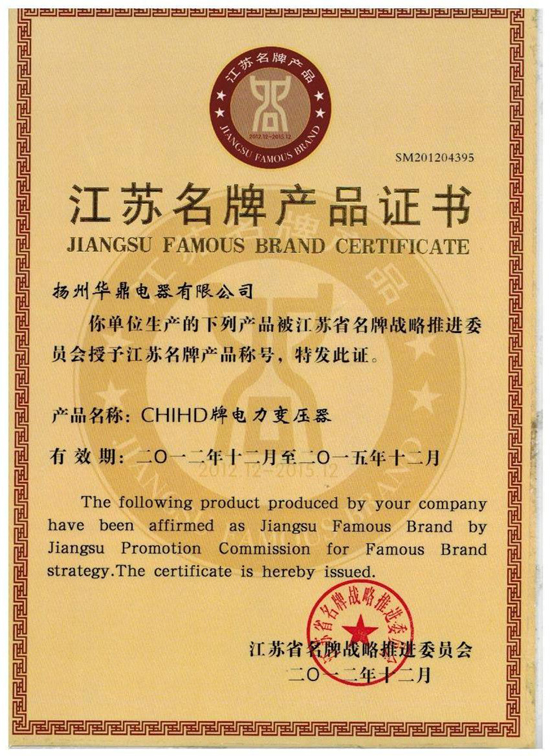 江苏名牌产品
2012.12-2015.12
JIANGSU FAMOUS BRAND
SM201204395
江苏名牌产品证书
JIANGSU FAMOUS BRAND CERTIFICATE
扬州华鼎电器有限公司
你单位生产的下列产品被江苏省名牌战略推进委
员会授予江苏名牌产品称号，特发此证。
产品名称：CHIHD牌电力变压器
有效期：二〇一二年十二月至二〇一五年十二月
2012.12-2015.12
The following product produced by your company
have been affirmed as Jiangsu Famous Brand by
Jiangsu Promotion Commission for Famous Brand
strategy.The certificate is hereby issued.
江苏省名牌战略推进委员会
江苏省名牌战略推进委员会
二〇一二年十二月